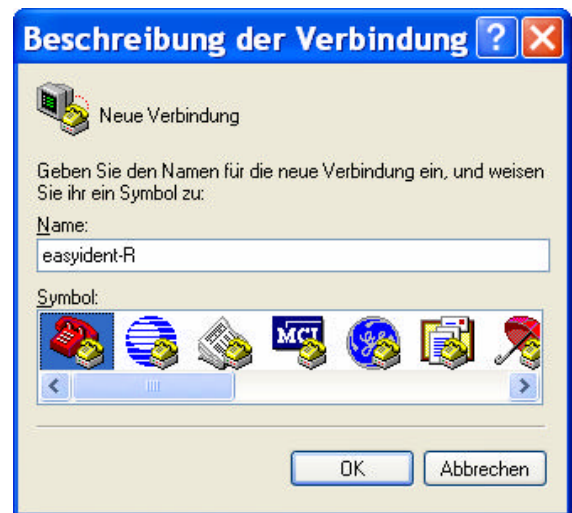 Beschreibung der Verbindung
Neue Verbindung
Geben Sie den Namen für die neue Verbindung ein, und weisen
Sie ihr ein Symbol zu:
Name:
easyident-R
Symbol:
MCI
OK
Abbrechen